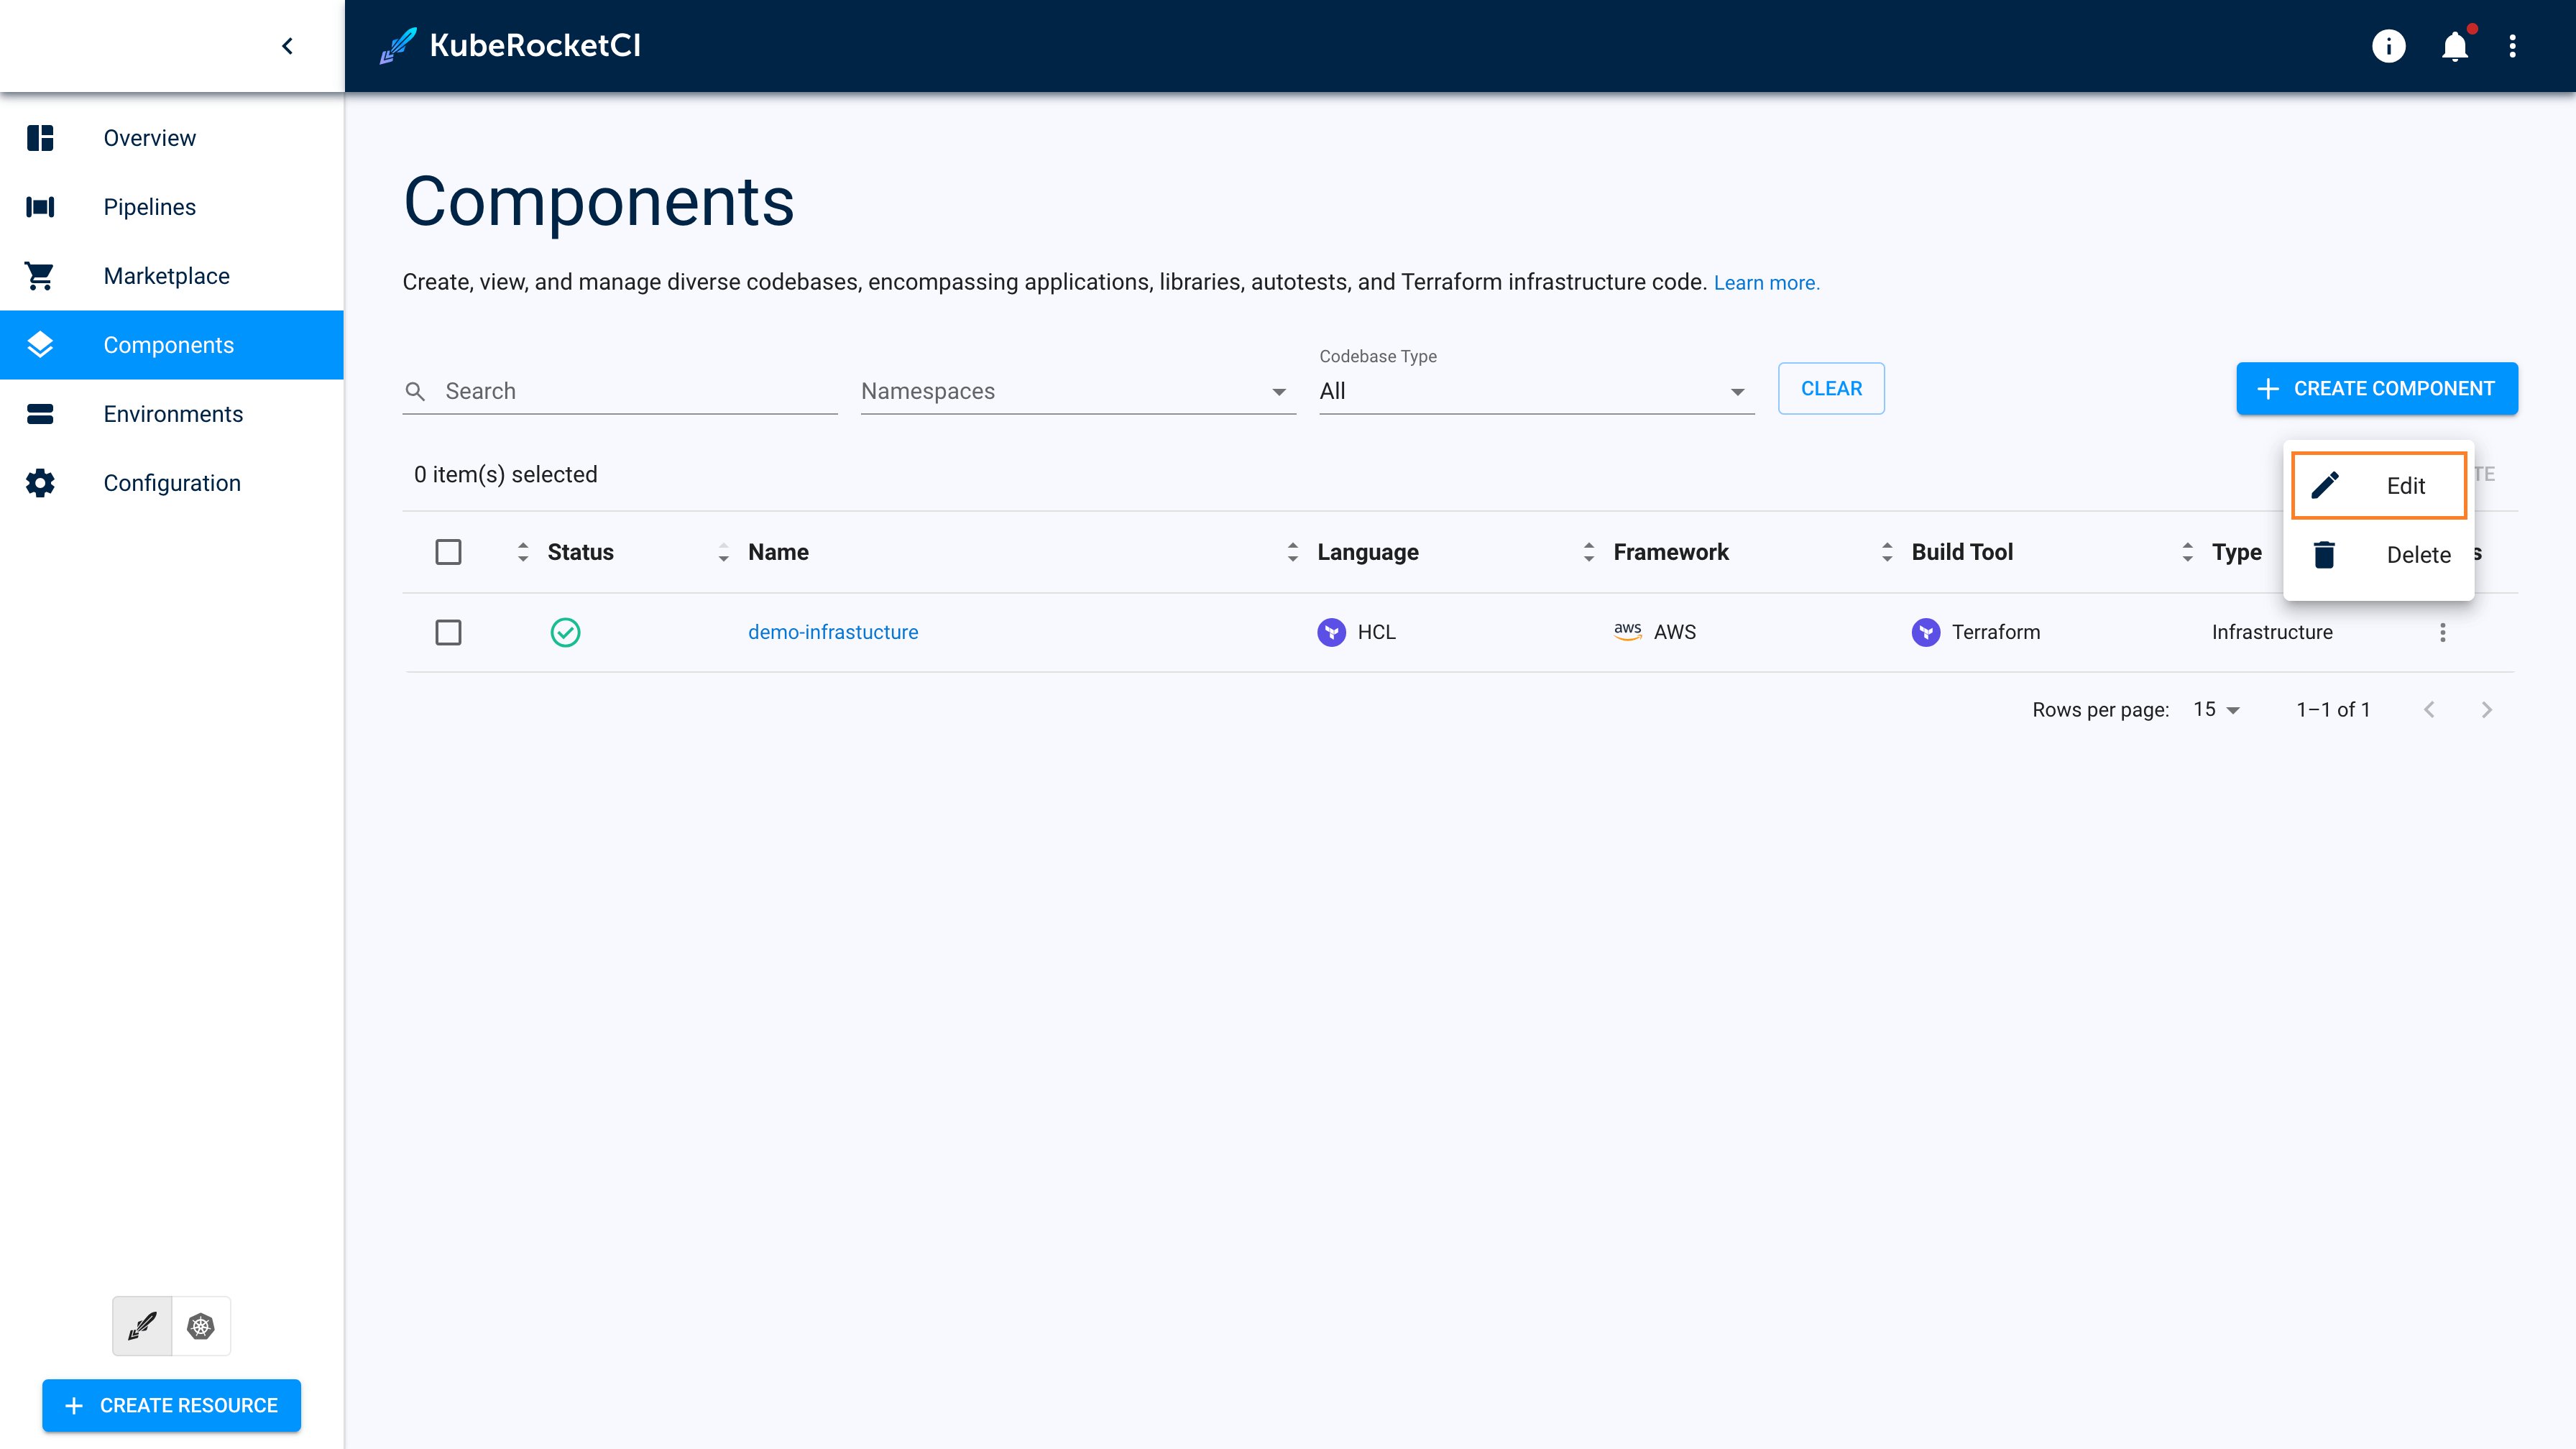 KubeRocketCI
Overview
Pipelines
Marketplace
Components
Environments
Configuration
CREATE RESOURCE
Components
Create, view, and manage diverse codebases, encompassing applications, libraries, autotests, and Terraform infrastructure code. Learn more.
Search
Namespaces
Codebase Type
All
CLEAR
CREATE COMPONENT
0 item(s) selected
TE
Edit
Delete
Status Name Language Framework Build Tool Type s
demo-infrastucture HCL aws AWS Terraform Infrastructure
Rows per page: 15 1–1 of 1